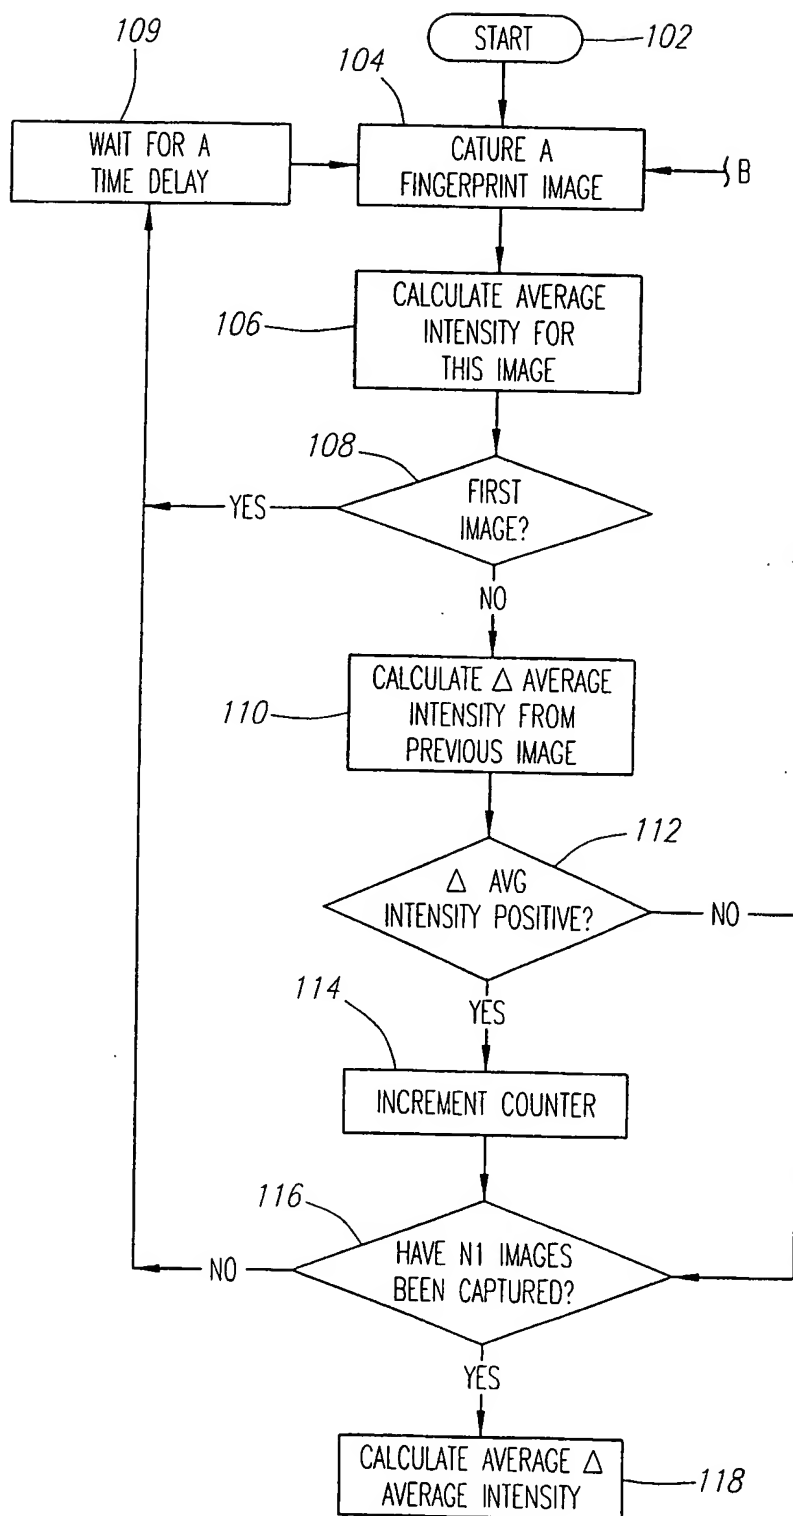 START
102
109
104
WAIT FOR A
TIME DELAY
CATURE A
FINGERPRINT IMAGE
B
CALCULATE AVERAGE
INTENSITY FOR
THIS IMAGE
106
108
FIRST
IMAGE?
YES
NO
CALCULATE Δ AVERAGE
INTENSITY FROM
PREVIOUS IMAGE
110
112
Δ AVG
INTENSITY POSITIVE?
NO
YES
114
INCREMENT COUNTER
116
HAVE N1 IMAGES
BEEN CAPTURED?
NO
YES
CALCULATE AVERAGE Δ
AVERAGE INTENSITY
118